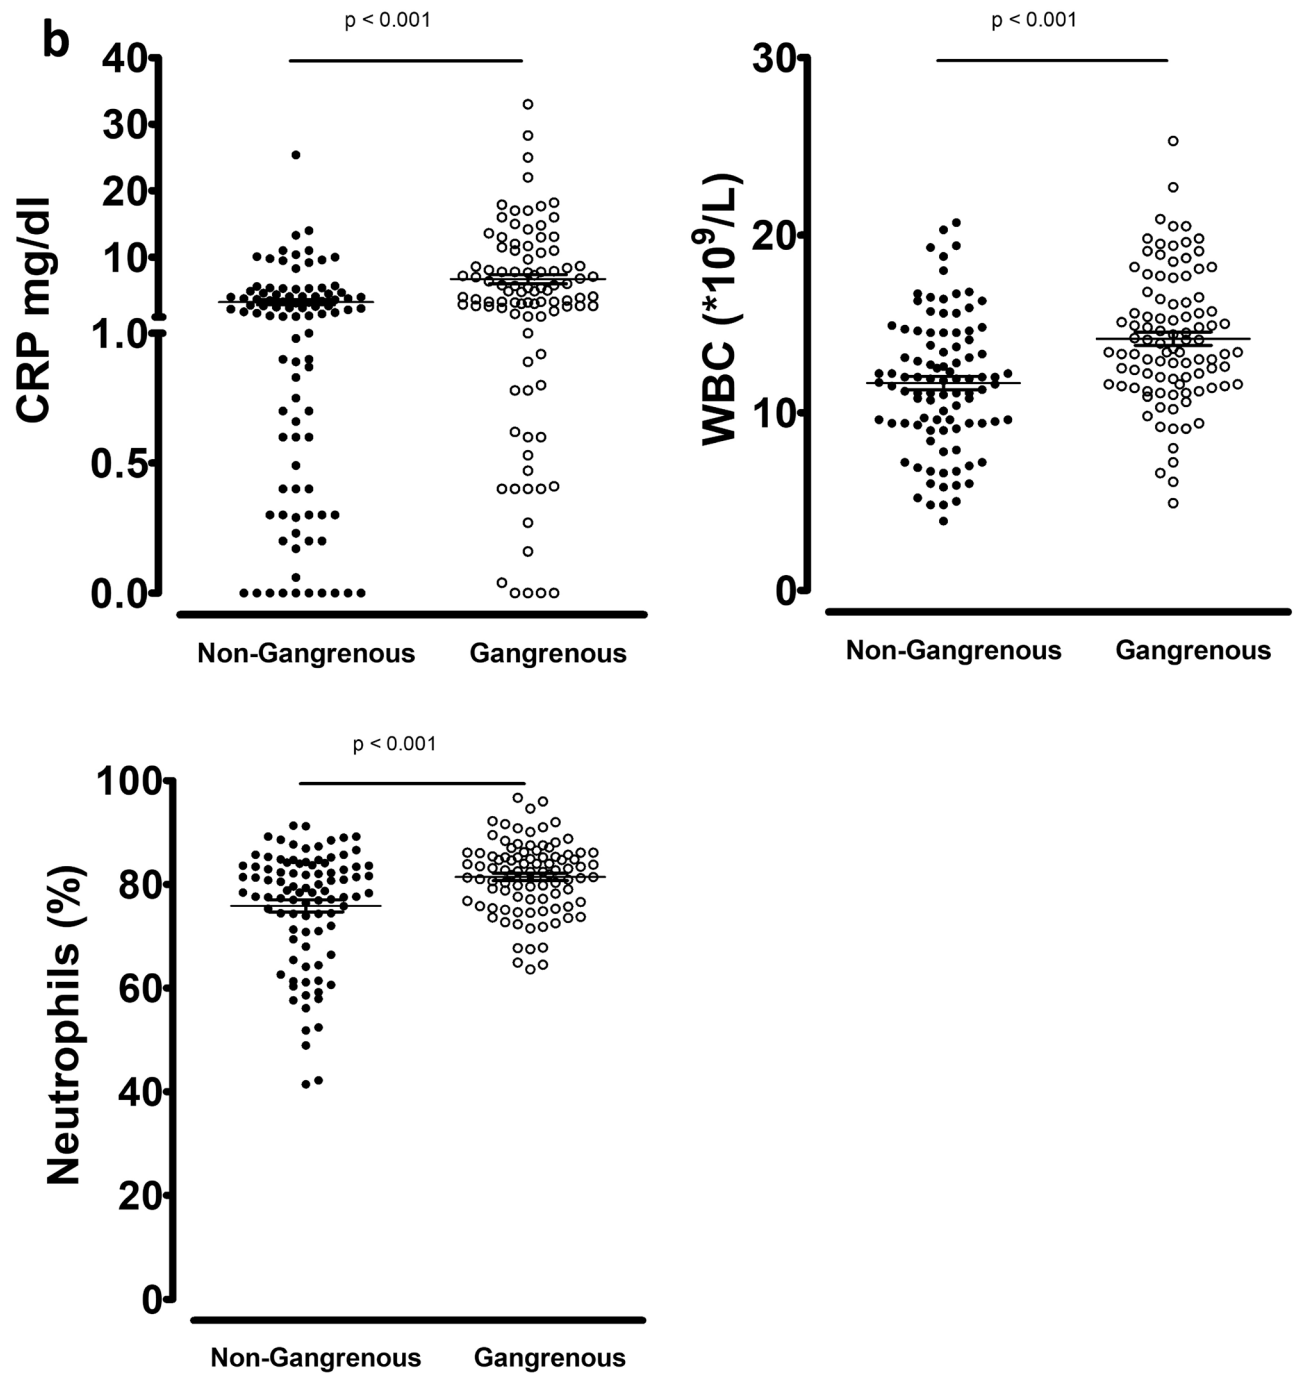 b
p < 0.001
40
30
20
10
1.0
0.5
0.0
CRP mg/dl
Non-Gangrenous
Gangrenous
p < 0.001
30
20
10
0
WBC (*10⁹/L)
Non-Gangrenous
Gangrenous
p < 0.001
100
80
60
40
20
0
Neutrophils (%)
Non-Gangrenous
Gangrenous